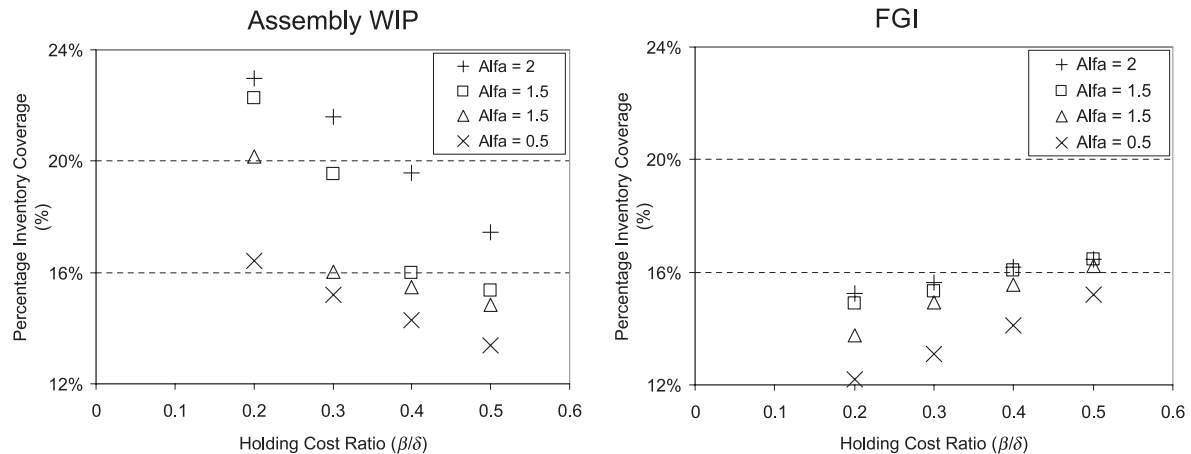 Assembly WIP
24%
20%
16%
12%
0 0.1 0.2 0.3 0.4 0.5 0.6
Percentage Inventory Coverage
(%)
Holding Cost Ratio (β/δ)
Alfa = 2
Alfa = 1.5
Alfa = 1.5
Alfa = 0.5
FGI
24%
20%
16%
12%
0 0.1 0.2 0.3 0.4 0.5 0.6
Percentage Inventory Coverage
(%)
Holding Cost Ratio (β/δ)
Alfa = 2
Alfa = 1.5
Alfa = 1.5
Alfa = 0.5